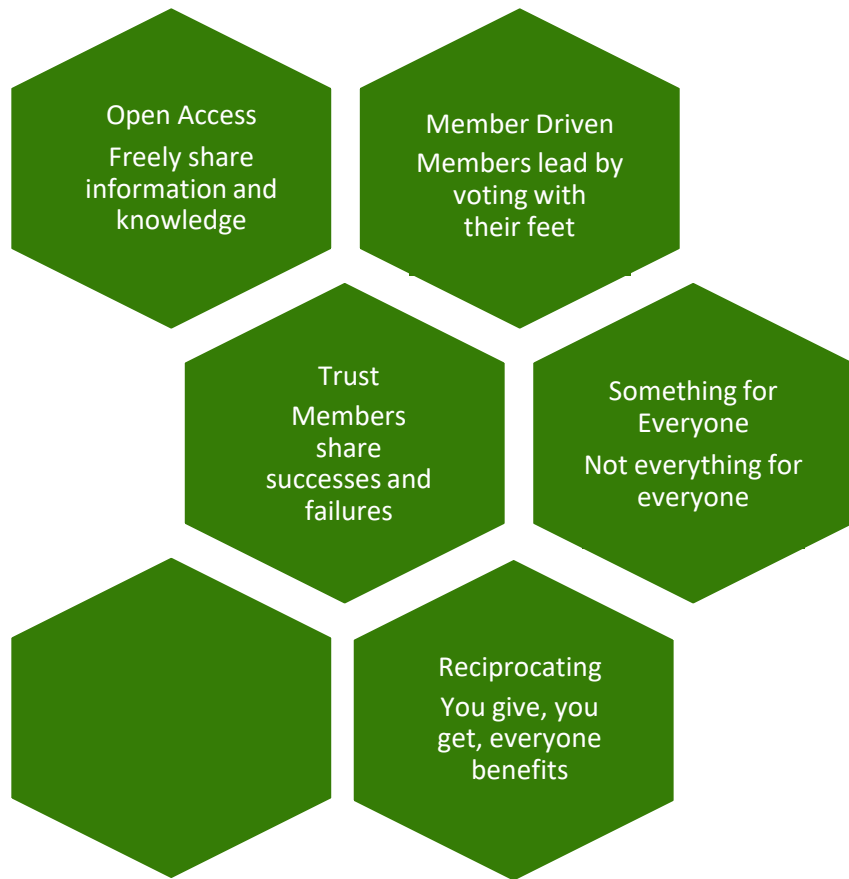 Open Access
Freely share
information and
knowledge
Member Driven
Members lead by
voting with
their feet
Trust
Members
share
successes and
failures
Something for
Everyone
Not everything for
everyone
Reciprocating
You give, you
get, everyone
benefits